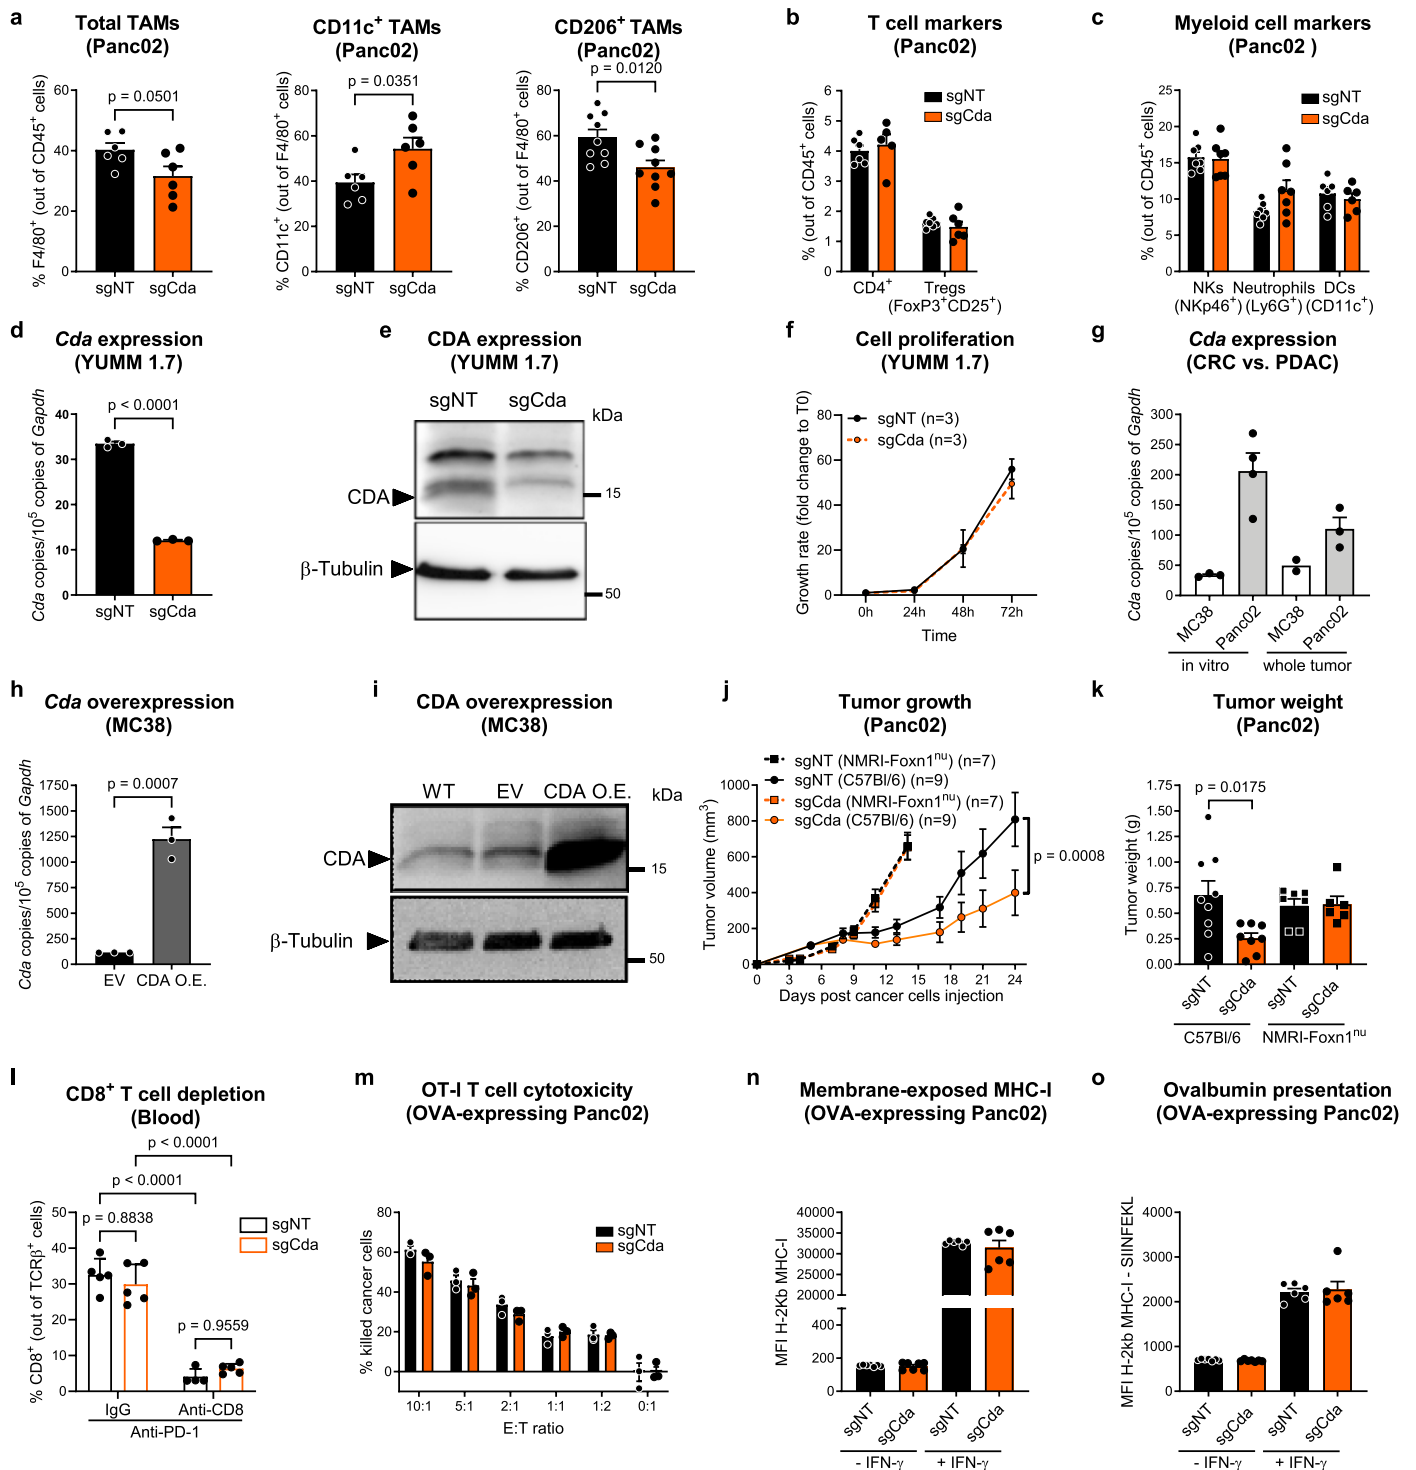 a
Total TAMs
(Panc02)
% F4/80⁺ (out of CD45⁺ cells)
60
40
20
0
p = 0.0501
sgNT sgCda
CD11c⁺ TAMs
(Panc02)
% CD11c⁺ (out of F4/80⁺ cells)
80
60
40
20
0
p = 0.0351
sgNT sgCda
CD206⁺ TAMs
(Panc02)
% CD206⁺ (out of F4/80⁺ cells)
80
60
40
20
0
p = 0.0120
sgNT sgCda
b
T cell markers
(Panc02)
% (out of CD45⁺ cells)
6
5
4
3
2
1
0
sgNT
sgCda
CD4⁺ Tregs
(FoxP3⁺CD25⁺)
c
Myeloid cell markers
(Panc02 )
% (out of CD45⁺ cells)
25
20
15
10
5
0
sgNT
sgCda
NKs Neutrophils DCs
(NKp46⁺) (Ly6G⁺) (CD11c⁺)
d
Cda expression
(YUMM 1.7)
Cda copies/10⁵ copies of Gapdh
40
30
20
10
0
p < 0.0001
sgNT sgCda
e
CDA expression
(YUMM 1.7)
sgNT sgCda
kDa
CDA
15
β-Tubulin
50
f
Cell proliferation
(YUMM 1.7)
Growth rate (fold change to T0)
80
60
40
20
0
sgNT (n=3)
sgCda (n=3)
0h 24h 48h 72h
Time
g
Cda expression
(CRC vs. PDAC)
Cda copies/10⁵ copies of Gapdh
300
250
200
150
100
50
0
MC38 Panc02 MC38 Panc02
in vitro whole tumor
h
Cda overexpression
(MC38)
Cda copies/10⁵ copies of Gapdh
1750
1500
1250
1000
750
500
250
0
p = 0.0007
EV CDA O.E.
i
CDA overexpression
(MC38)
WT EV CDA O.E. kDa
CDA
15
β-Tubulin
50
j
Tumor growth
(Panc02)
sgNT (NMRI-Foxn1ⁿᵘ) (n=7)
sgNT (C57Bl/6) (n=9)
sgCda (NMRI-Foxn1ⁿᵘ) (n=7)
sgCda (C57Bl/6) (n=9)
Tumor volume (mm³)
1000
800
600
400
200
0
p = 0.0008
0 3 6 9 12 15 18 21 24
Days post cancer cells injection
k
Tumor weight
(Panc02)
Tumor weight (g)
1.75
1.50
1.25
1.00
0.75
0.50
0.25
0.00
p = 0.0175
sgNT sgCda sgNT sgCda
C57Bl/6 NMRI-Foxn1ⁿᵘ
l
CD8⁺ T cell depletion
(Blood)
p < 0.0001
p < 0.0001
% CD8⁺ (out of TCRβ⁺ cells)
50
40
30
20
10
0
p = 0.8838
p = 0.9559
sgNT
sgCda
IgG Anti-CD8
Anti-PD-1
m
OT-I T cell cytotoxicity
(OVA-expressing Panc02)
% killed cancer cells
80
60
40
20
0
sgNT
sgCda
10:1 5:1 2:1 1:1 1:2 0:1
E:T ratio
n
Membrane-exposed MHC-I
(OVA-expressing Panc02)
MFI H-2Kb MHC-I
40000
35000
30000
25000
20000
400
200
0
sgNT sgCda sgNT sgCda
- IFN-γ + IFN-γ
o
Ovalbumin presentation
(OVA-expressing Panc02)
MFI H-2kb MHC-I - SIINFEKL
4000
3000
2000
1000
0
sgNT sgCda sgNT sgCda
- IFN-γ + IFN-γ